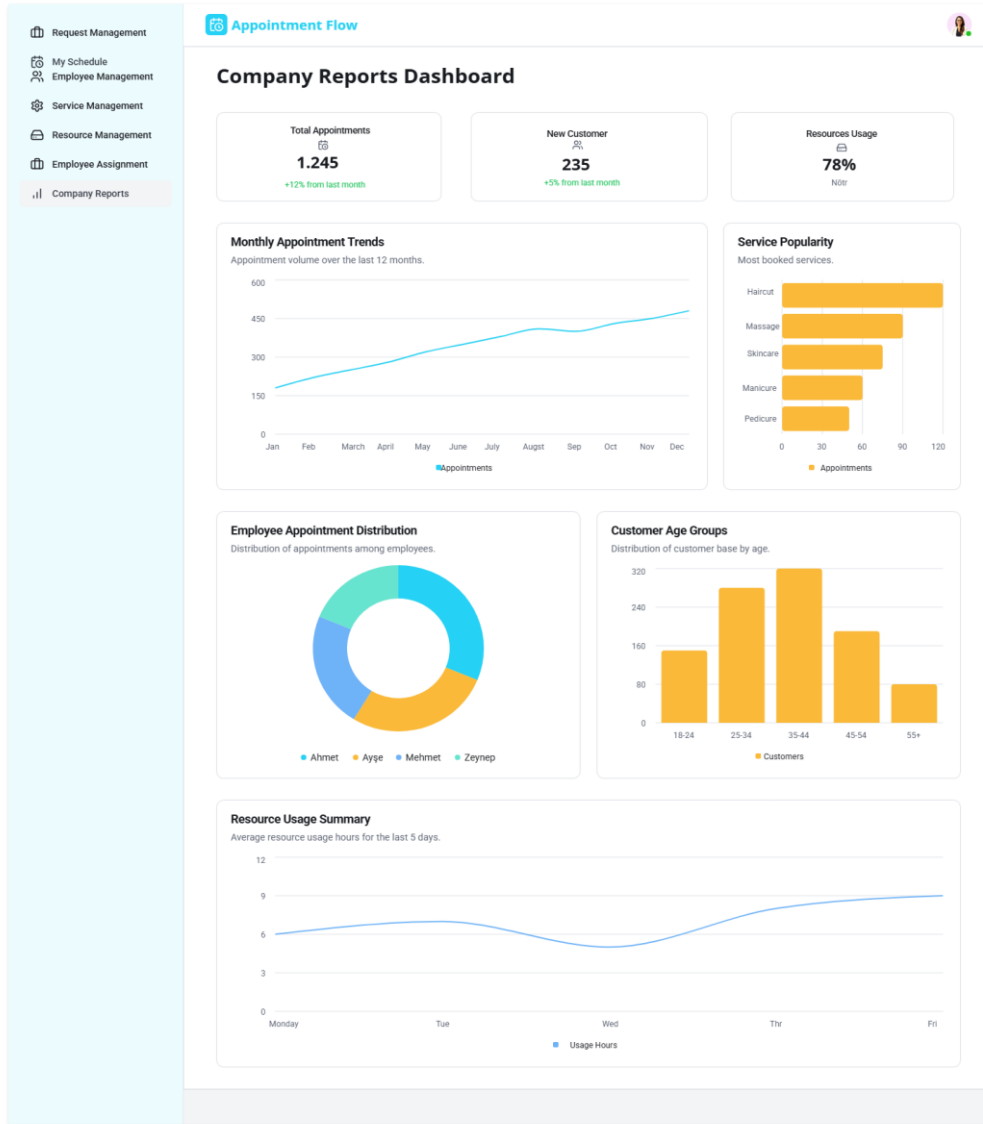 Request Management
My Schedule
Employee Management
Service Management
Resource Management
Employee Assignment
Company Reports
Appointment Flow
Company Reports Dashboard
Total Appointments
1.245
+12% from last month
New Customer
235
+5% from last month
Resources Usage
78%
Nötr
Monthly Appointment Trends
Appointment volume over the last 12 months.
600
450
300
150
0
Jan Feb March April May June July Augst Sep Oct Nov Dec
Appointments
Service Popularity
Most booked services.
Haircut
Massage
Skincare
Manicure
Pedicure
0 30 60 90 120
Appointments
Employee Appointment Distribution
Distribution of appointments among employees.
Ahmet Ayşe Mehmet Zeynep
Customer Age Groups
Distribution of customer base by age.
320
240
160
80
0
18-24 25-34 35-44 45-54 55+
Customers
Resource Usage Summary
Average resource usage hours for the last 5 days.
12
9
6
3
0
Monday Tue Wed Thr Fri
Usage Hours